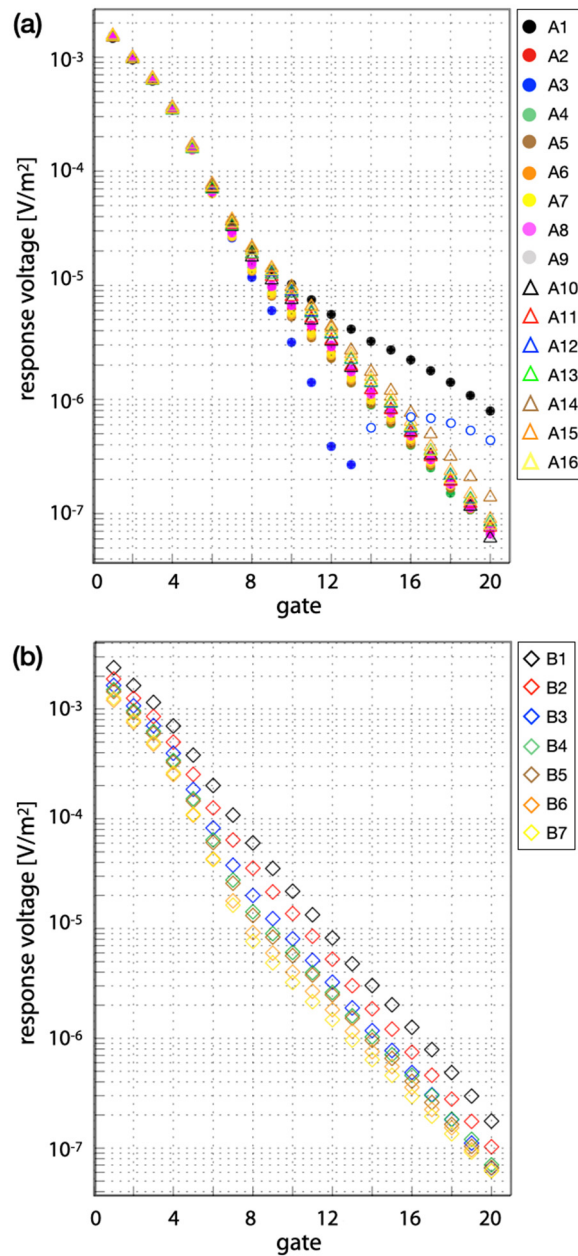 (a)
response voltage [V/m²]
10⁻³
10⁻⁴
10⁻⁵
10⁻⁶
10⁻⁷
0 4 8 12 16 20
gate
A1
A2
A3
A4
A5
A6
A7
A8
A9
A10
A11
A12
A13
A14
A15
A16
(b)
response voltage [V/m²]
10⁻³
10⁻⁴
10⁻⁵
10⁻⁶
10⁻⁷
0 4 8 12 16 20
gate
B1
B2
B3
B4
B5
B6
B7